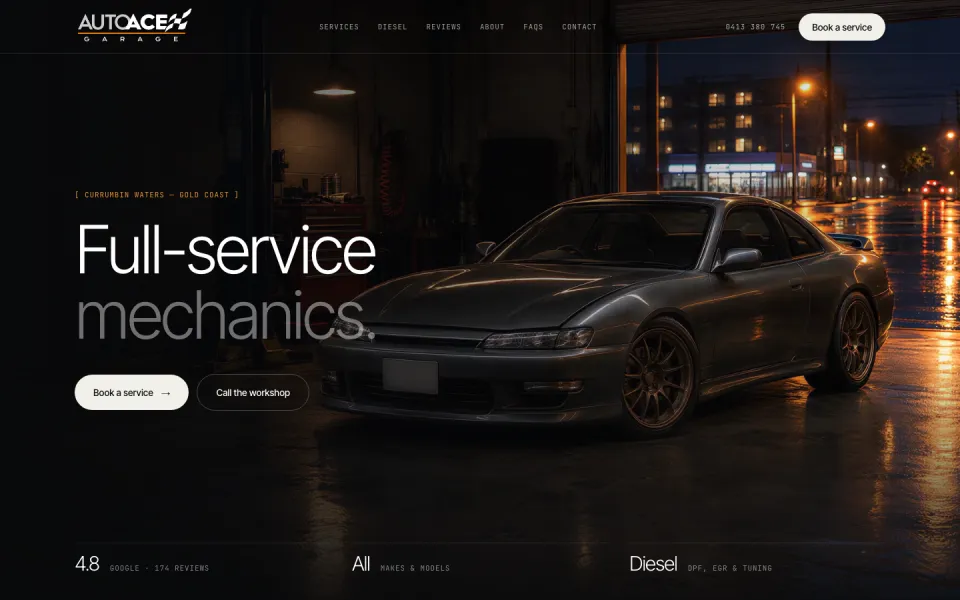 AUTOACE
GARAGE
SERVICES DIESEL REVIEWS ABOUT FAQS CONTACT
0413 380 745
Book a service
[ CURRUMBIN WATERS — GOLD COAST ]
Full-service
mechanics.
Book a service →
Call the workshop
4.8 GOOGLE · 174 REVIEWS
All MAKES & MODELS
Diesel DPF, EGR & TUNING